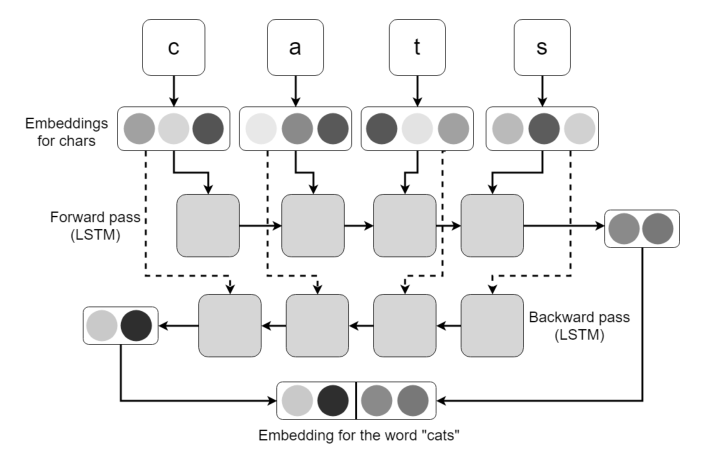 c
a
t
s
Embeddings
for chars
Forward pass
(LSTM)
Backward pass
(LSTM)
Embedding for the word "cats"